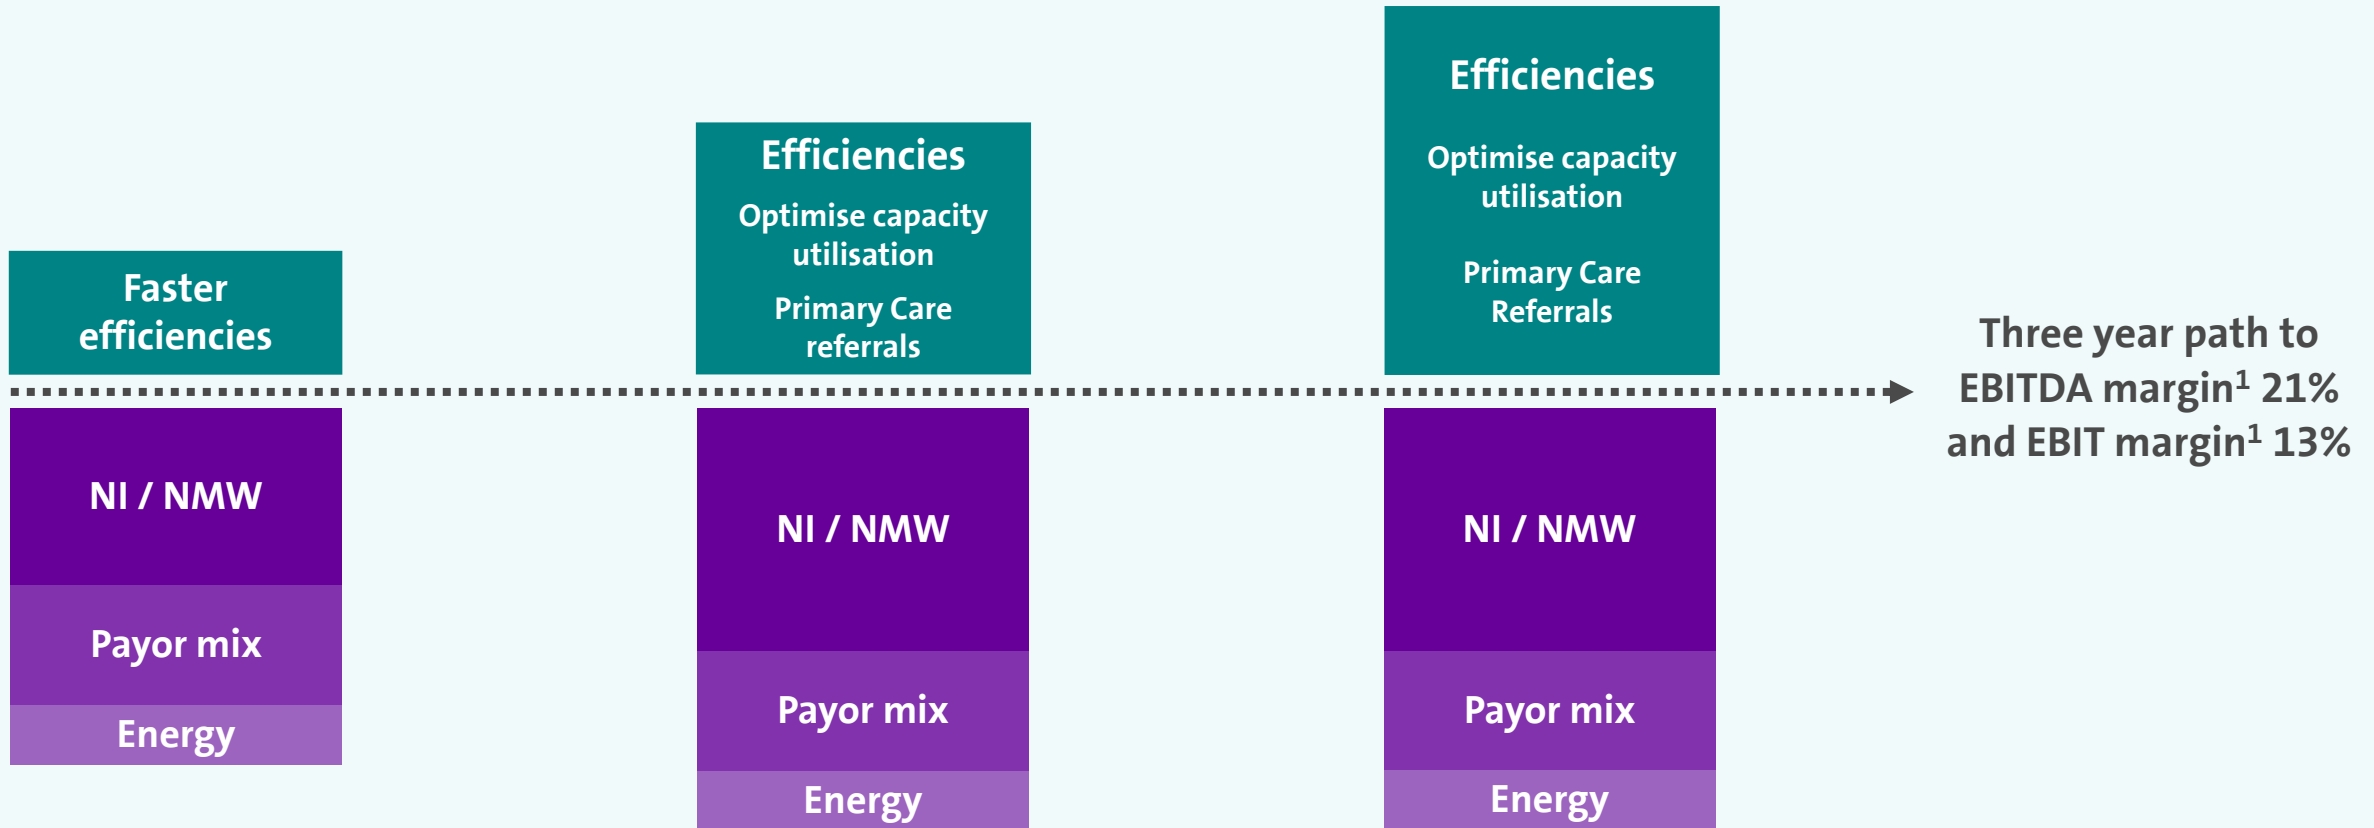 Faster
efficiencies
NI / NMW
Payor mix
Energy
Efficiencies
Optimise capacity
utilisation
Primary Care
referrals
NI / NMW
Payor mix
Energy
Efficiencies
Optimise capacity
utilisation
Primary Care
Referrals
NI / NMW
Payor mix
Energy
Three year path to
EBITDA margin¹ 21%
and EBIT margin¹ 13%